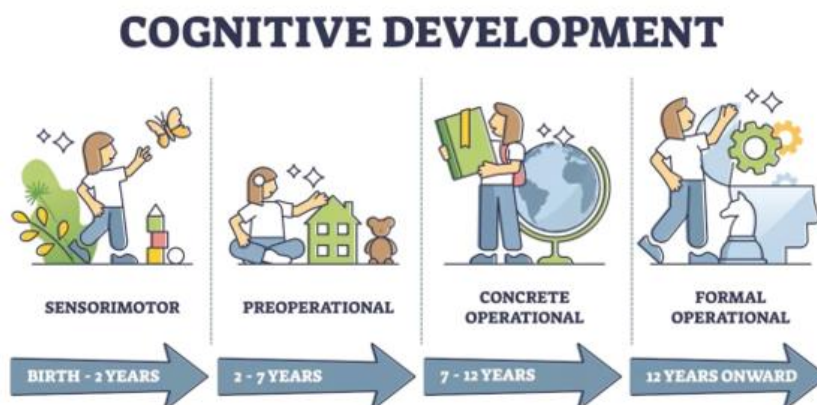 COGNITIVE DEVELOPMENT
SENSORIMOTOR
PREOPERATIONAL
CONCRETE
OPERATIONAL
FORMAL
OPERATIONAL
BIRTH - 2 YEARS
2 - 7 YEARS
7 - 12 YEARS
12 YEARS ONWARD